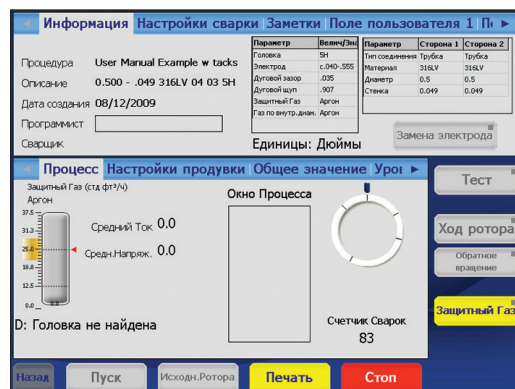 Информация Настройки сварки Заметки Поле пользователя 1
Процедура User Manual Example w tacks
Описание 0.500 - .049 316LV 04 03 5H
Дата создания 08/12/2009
Программист
Сварщик
Параметр
Головка 5H
Электрод с.040-.555
Дуговой зазор .035
Дуговой щуп .907
Защитный Газ Аргон
Газ по внутр.диам. Аргон
Единицы: Дюймы
Параметр Сторона 1 Сторона 2
Тип соединения Трубка Трубка
Материал 316LV 316LV
Диаметр 0.5 0.5
Стенка 0.049 0.049
Замена электрода
Процесс Настройки продувки Общее значение
Защитный Газ (стд фт³/ч)
Аргон
37.5
31.3
25.0
18.8
12.5
0.0
0.0
Средний Ток 0.0
Средн.Напряж. 0.0
Окно Процесса
D: Головка не найдена
Счетчик Сварок
83
Тест
Ход ротора
Обратное
вращение
Защитный Газ
Назад Пуск Исходн.Ротора Печать Стоп